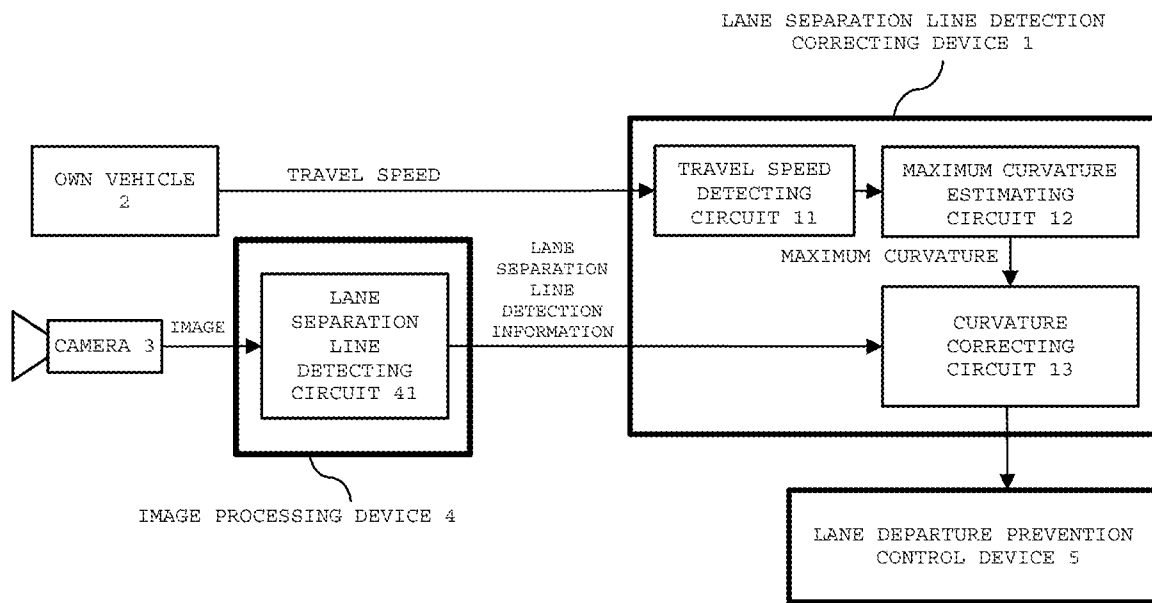 LANE SEPARATION LINE DETECTION
CORRECTING DEVICE 1
OWN VEHICLE
2
TRAVEL SPEED
TRAVEL SPEED
DETECTING
CIRCUIT 11
MAXIMUM CURVATURE
ESTIMATING
CIRCUIT 12
MAXIMUM CURVATURE
CAMERA 3
IMAGE
LANE
SEPARATION
LINE
DETECTING
CIRCUIT 41
LANE
SEPARATION
LINE
DETECTION
INFORMATION
CURVATURE
CORRECTING
CIRCUIT 13
IMAGE PROCESSING DEVICE 4
LANE DEPARTURE PREVENTION
CONTROL DEVICE 5